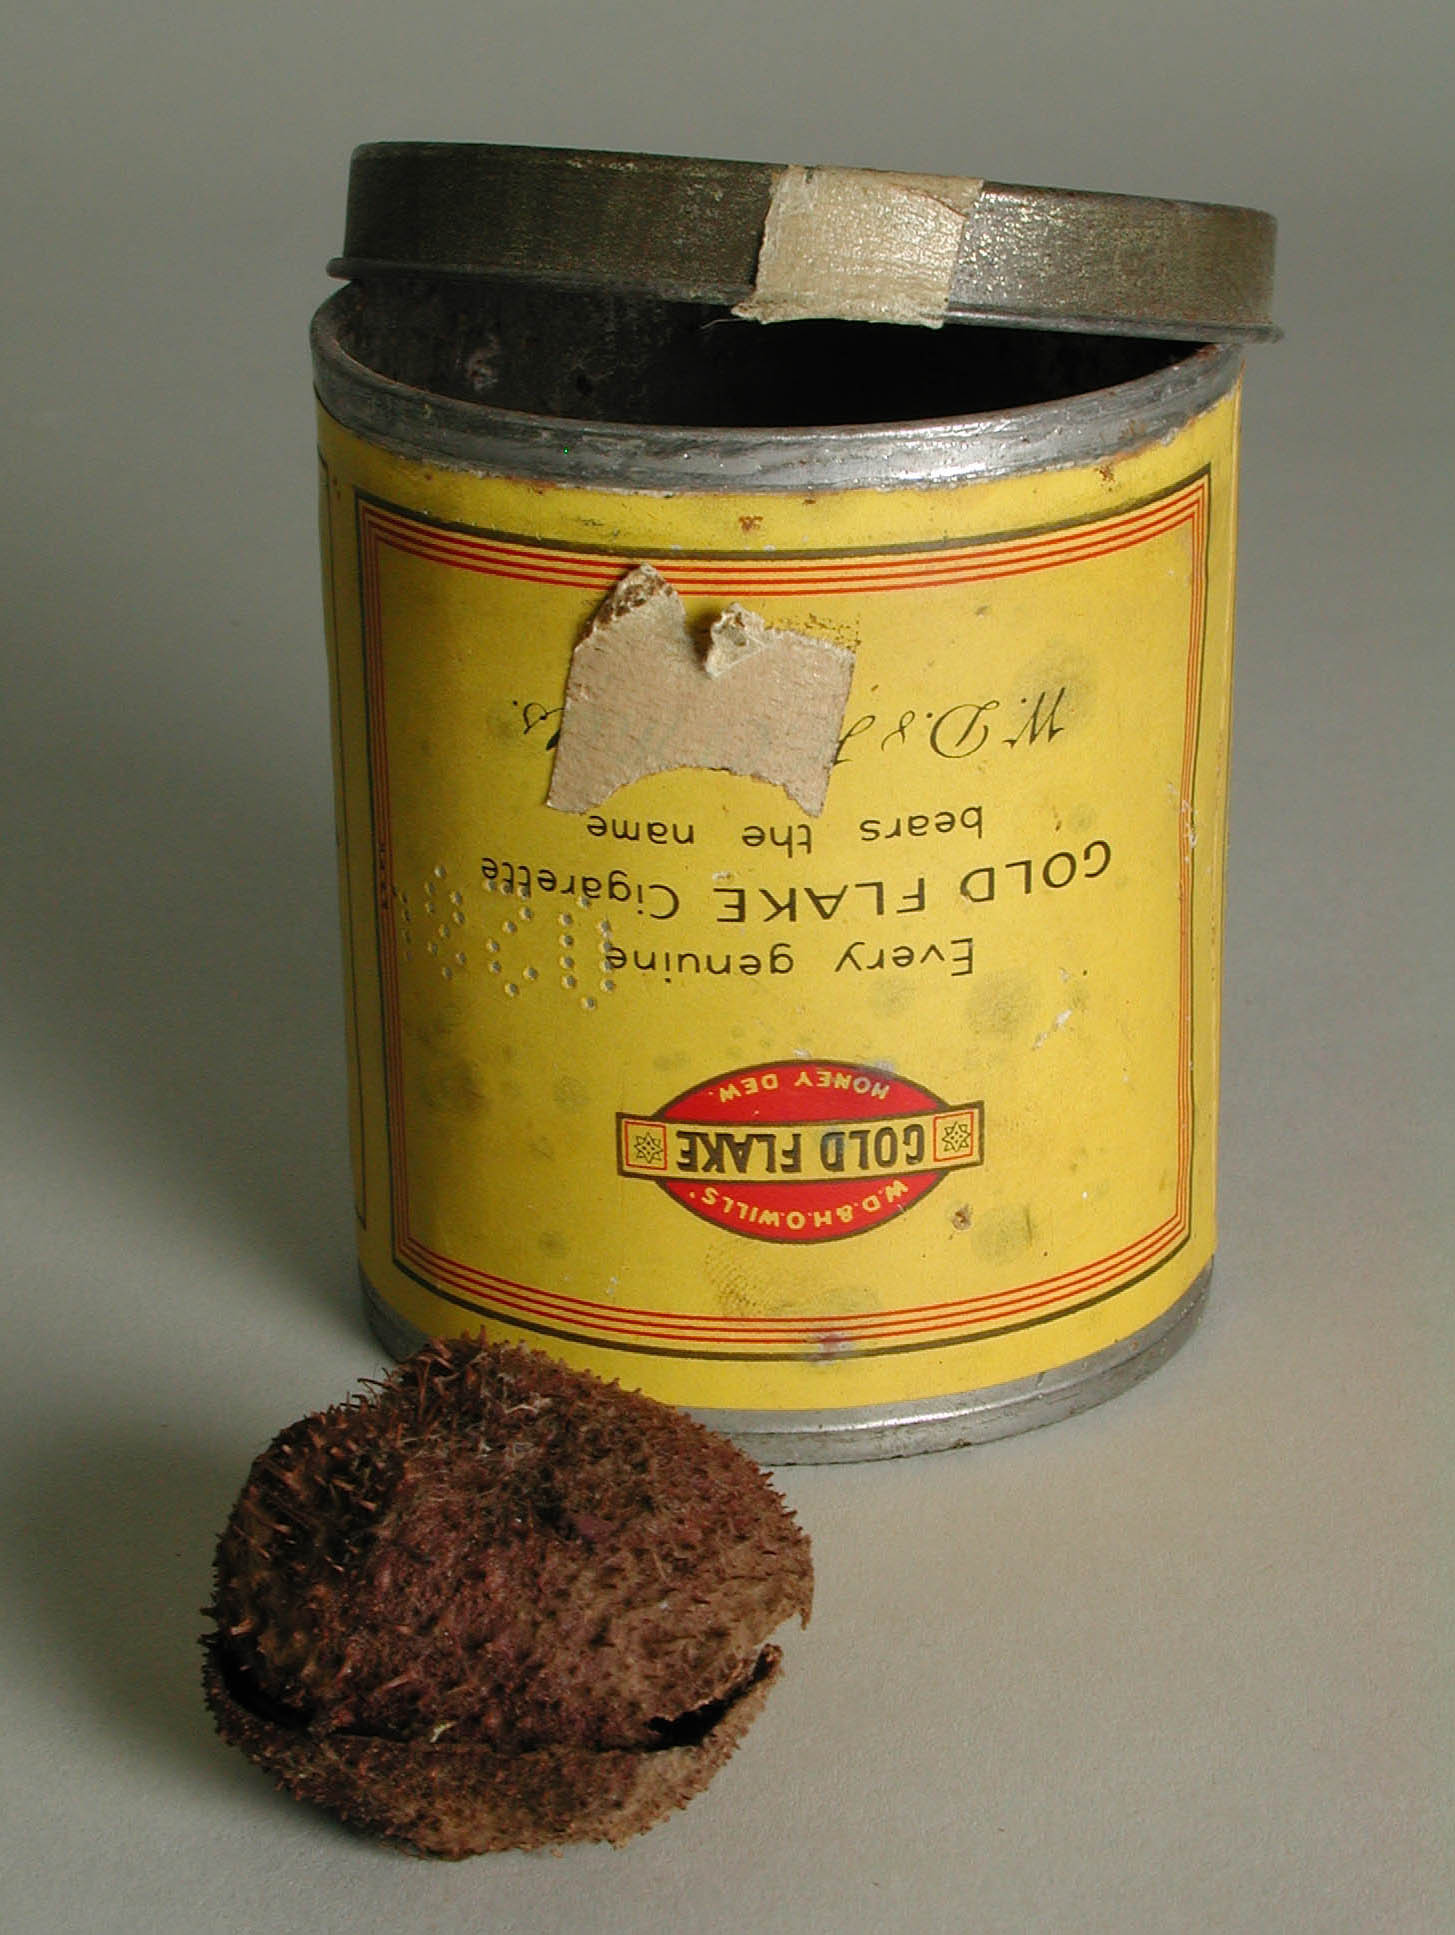 W.D.& H.O.WILLS'
GOLD FLAKE
HONEY DEW.
Every genuine
GOLD FLAKE Cigarette
bears the name
W. D. &